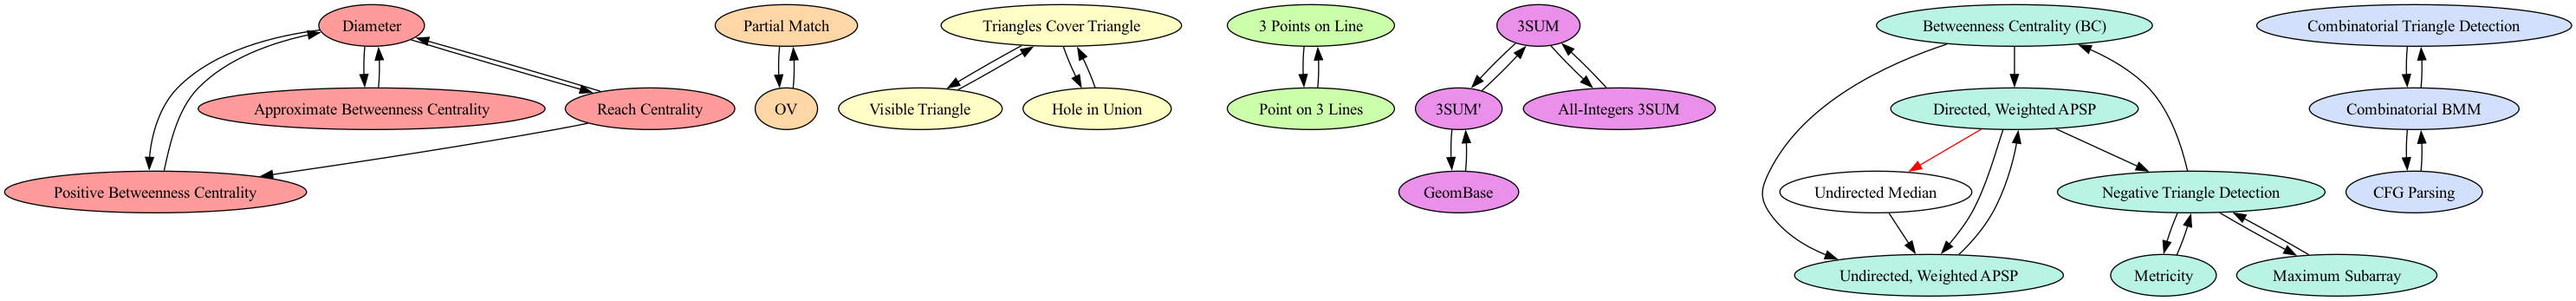 Diameter
Partial Match
Triangles Cover Triangle
3 Points on Line
3SUM
Betweenness Centrality (BC)
Combinatorial Triangle Detection
Approximate Betweenness Centrality
Reach Centrality
OV
Visible Triangle
Hole in Union
Point on 3 Lines
3SUM'
All-Integers 3SUM
Directed, Weighted APSP
Combinatorial BMM
Positive Betweenness Centrality
GeomBase
Undirected Median
Negative Triangle Detection
CFG Parsing
Undirected, Weighted APSP
Metricity
Maximum Subarray